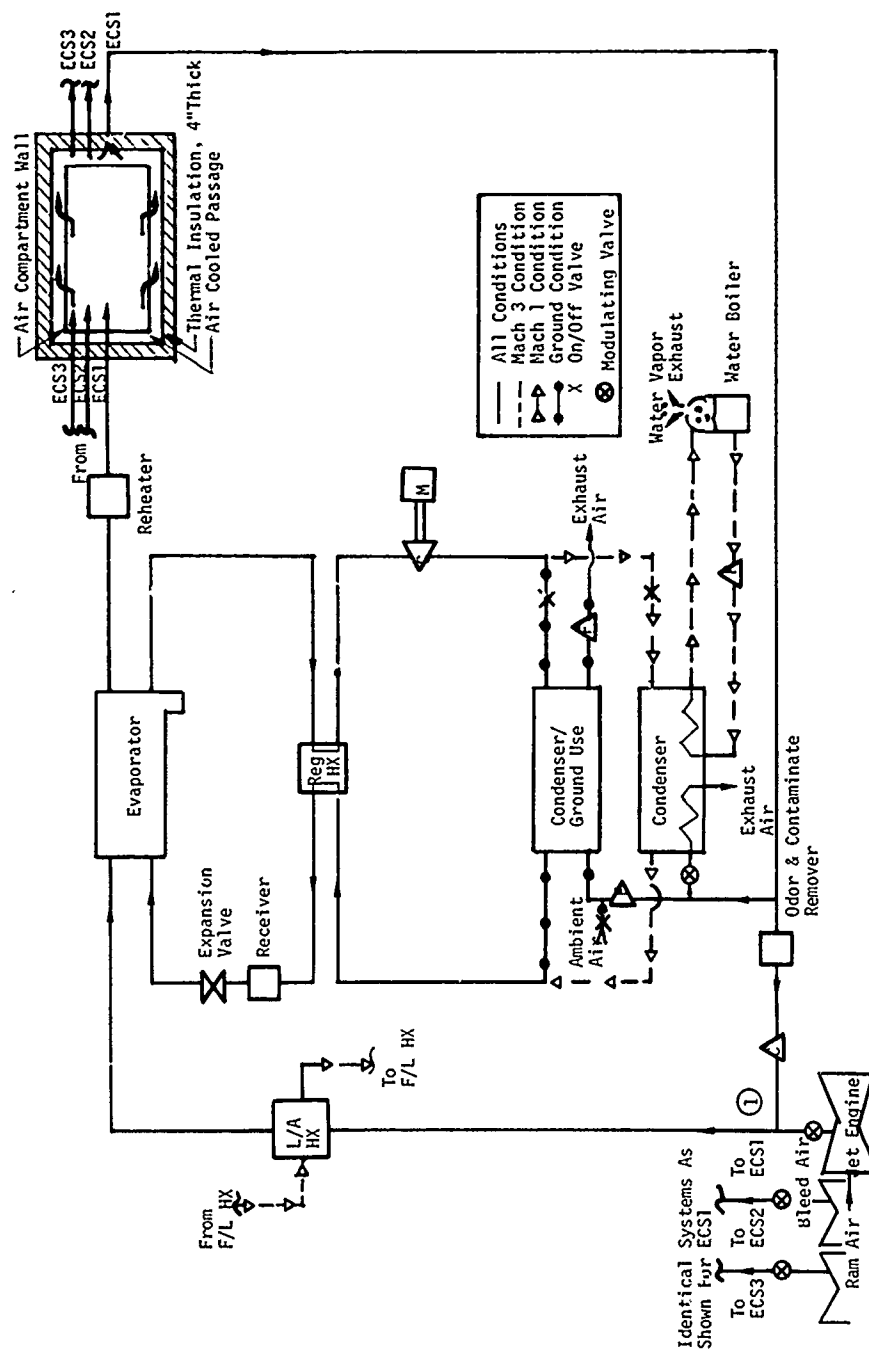 Air Compartment Wall
ECS3
ECS2
ECS1
Thermal Insulation, 4"Thick
Air Cooled Passage
ECS3
ECS2
ECS1
From
Reheater
Evaporator
Expansion
Valve
Receiver
Reg
HX
C
M
All Conditions
Mach 3 Condition
Mach 1 Condition
Ground Condition
X On/Off Valve
Modulating Valve
Condenser/
Ground Use
F
Exhaust
Air
Ambient
Air
Condenser
Exhaust
Air
Water Vapor
Exhaust
Water Boiler
Odor & Contaminate
Remover
C
From
F/L HX
L/A
HX
To
F/L HX
1
Identical Systems As
Shown For ECS1
To
ECS3
To
ECS2
To
ECS1
Bleed Air
Ram Air
Jet Engine